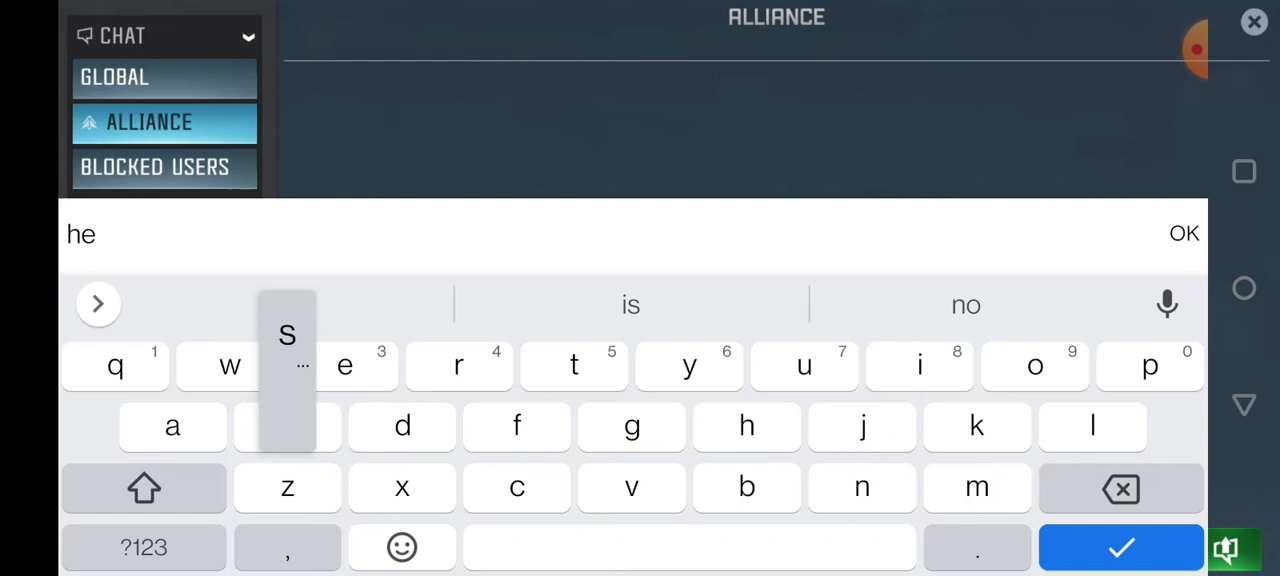 ALLIANCE
CHAT
GLOBAL
ALLIANCE
BLOCKED USERS
he
OK
is
no
S
...
q 1 w e 3 r 4 t 5 y 6 u 7 i 8 o 9 p 0
a d f g h j k l
z x c v b n m
?123 , .